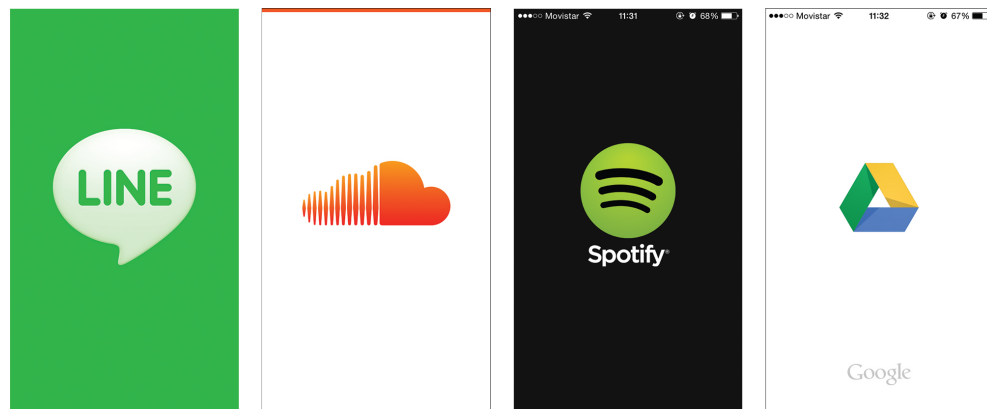 LINE
●●●○○ Movistar 11:31 68%
Spotify®
●●●○○ Movistar 11:32 67%
Google